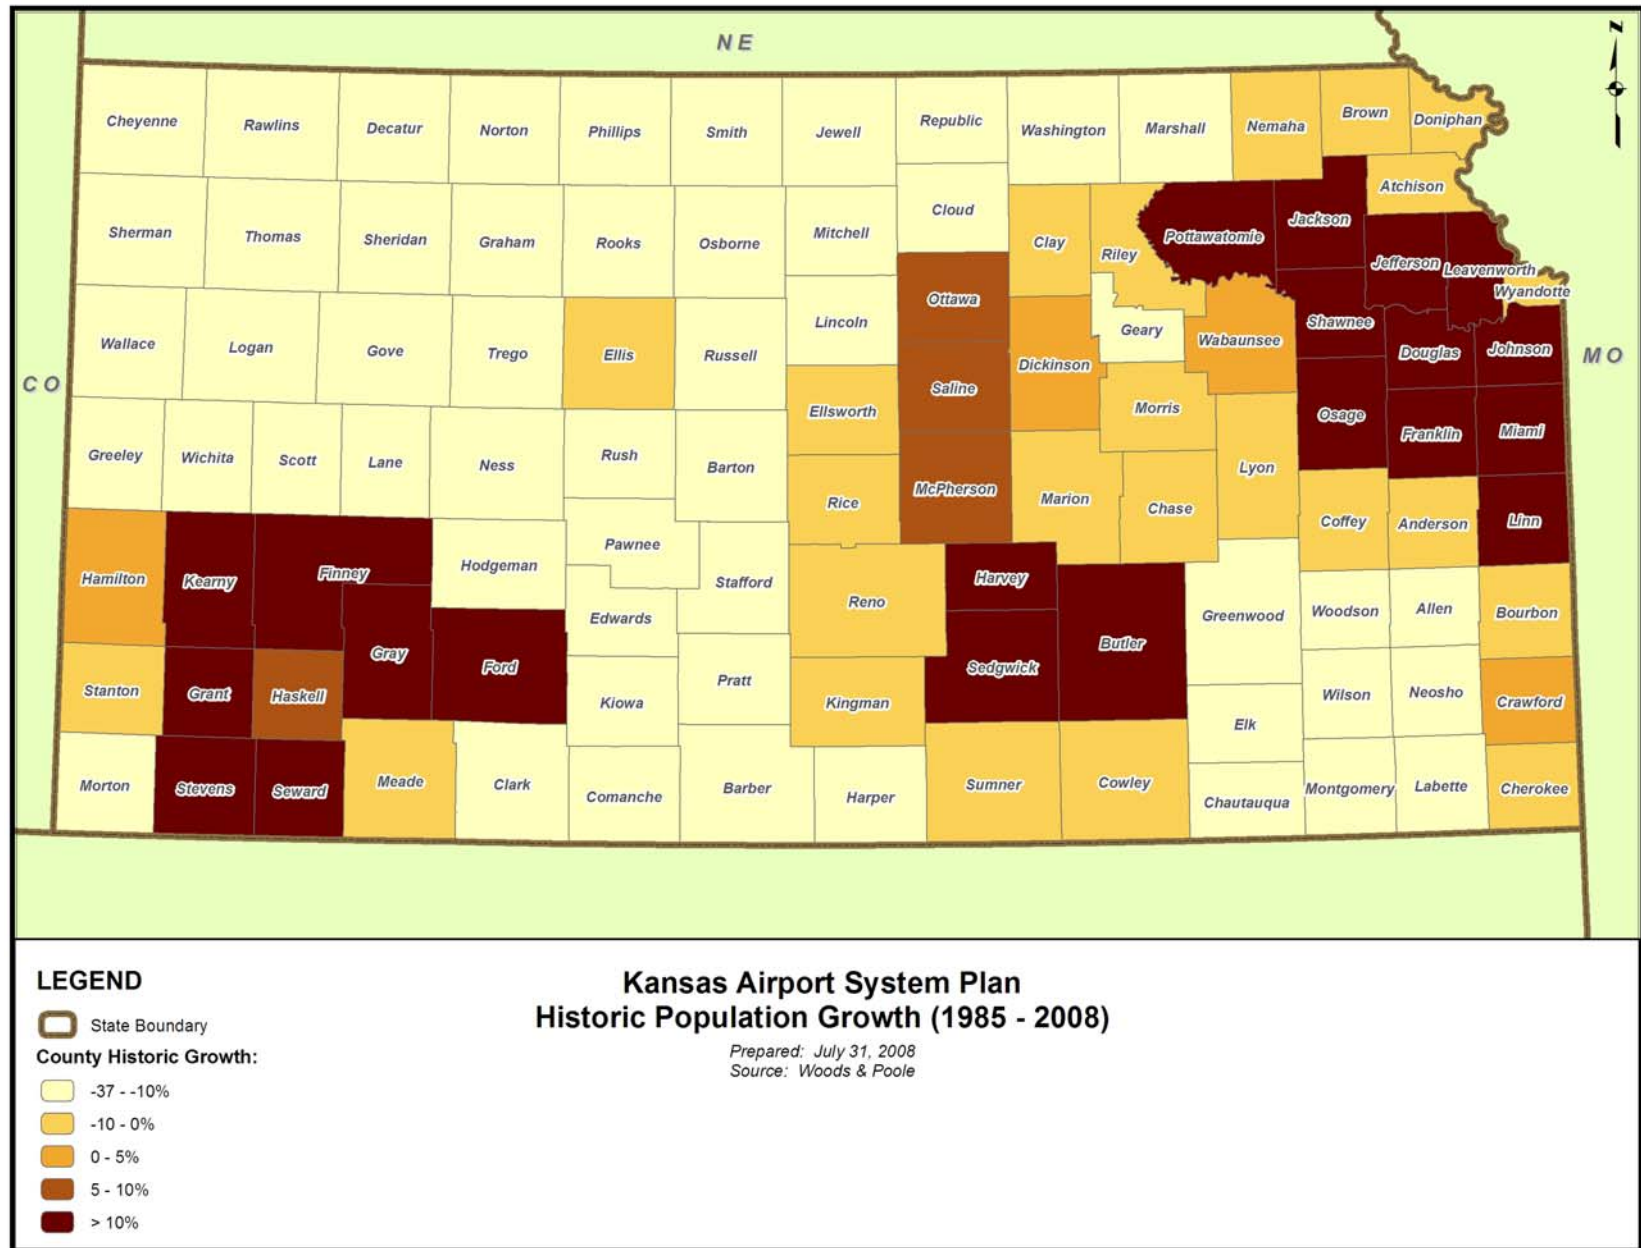 NE
CO
MO
N
Cheyenne
Rawlins
Decatur
Norton
Phillips
Smith
Jewell
Republic
Washington
Marshall
Nemaha
Brown
Doniphan
Atchison
Sherman
Thomas
Sheridan
Graham
Rooks
Osborne
Mitchell
Cloud
Clay
Riley
Pottawatomie
Jackson
Jefferson
Leavenworth
Wyandotte
Wallace
Logan
Gove
Trego
Ellis
Russell
Lincoln
Ottawa
Saline
Dickinson
Geary
Wabaunsee
Shawnee
Douglas
Johnson
Greeley
Wichita
Scott
Lane
Ness
Rush
Barton
Ellsworth
Rice
McPherson
Marion
Morris
Chase
Lyon
Osage
Franklin
Miami
Coffey
Anderson
Linn
Hamilton
Kearny
Finney
Hodgeman
Pawnee
Stafford
Edwards
Reno
Harvey
Sedgwick
Butler
Greenwood
Woodson
Allen
Bourbon
Stanton
Grant
Haskell
Gray
Ford
Kiowa
Pratt
Kingman
Elk
Wilson
Neosho
Crawford
Morton
Stevens
Seward
Meade
Clark
Comanche
Barber
Harper
Sumner
Cowley
Chautauqua
Montgomery
Labette
Cherokee
LEGEND
State Boundary
County Historic Growth:
-37 - -10%
-10 - 0%
0 - 5%
5 - 10%
> 10%
Kansas Airport System Plan
Historic Population Growth (1985 - 2008)
Prepared: July 31, 2008
Source: Woods & Poole